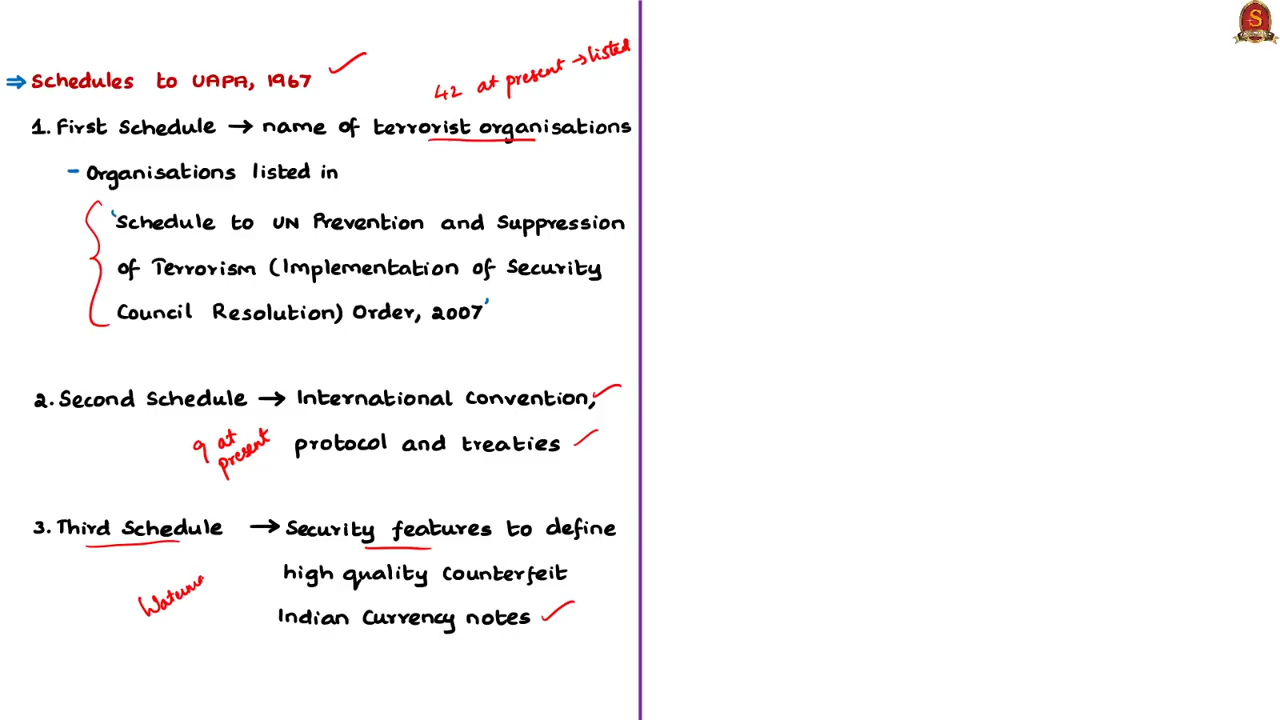 ⇒ Schedules to UAPA, 1967 ✓
42 at present → listed
1. First Schedule → name of terrorist organisations
- Organisations listed in
'Schedule to UN Prevention and Suppression
of Terrorism (Implementation of Security
Council Resolution) Order, 2007'
2. Second Schedule → International Convention, ✓
9 at
present
protocol and treaties ✓
3. Third Schedule → Security features to define
high quality Counterfeit
Indian Currency notes ✓
S